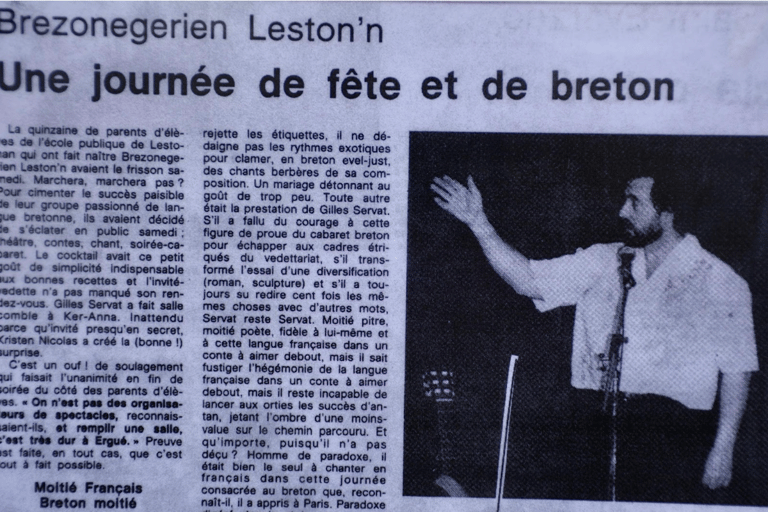 Brezonegerien Leston'n
Une journée de fête et de breton
La quinzaine de parents d'élè-
ves de l'école publique de Lesto-
nan qui ont fait naître Brezonege-
rien Leston'n avaient le frisson sa-
medi. Marchera, marchera pas ?
Pour cimenter le succès paisible
de leur groupe passionné de lan-
gue bretonne, ils avaient décidé
de s'éclater en public samedi ;
théâtre, contes, chant, soirée-ca-
baret. Le cocktail avait ce petit
goût de simplicité indispensable
aux bonnes recettes et l'invité-
vedette n'a pas manqué son ren-
dez-vous. Gilles Servat a fait salle
comble à Ker-Anna. Inattendu
parce qu'invité presqu'en secret,
Kristen Nicolas a créé la (bonne !)
surprise.
C'est un ouf ! de soulagement
qui faisait l'unanimité en fin de
soirée du côté des parents d'élè-
ves. « On n'est pas des organisa-
teurs de spectacles, reconnais-
saient-ils, et remplir une salle,
c'est très dur à Ergué. » Preuve
est faite, en tout cas, que c'est
tout à fait possible.
Moitié Français
Breton moitié
rejette les étiquettes, il ne dé-
daigne pas les rythmes exotiques
pour clamer, en breton evel-just,
des chants berbères de sa com-
position. Un mariage détonnant au
goût de trop peu. Toute autre
était la prestation de Gilles Servat.
S'il a fallu du courage à cette
figure de proue du cabaret breton
pour échapper aux cadres étri-
qués du vedettariat, s'il trans-
formé l'essai d'une diversification
(roman, sculpture) et s'il a tou-
jours su redire cent fois les mê-
mes choses avec d'autres mots,
Servat reste Servat. Moitié pitre,
moitié poète, fidèle à lui-même et
à cette langue française dans un
conte à aimer debout, mais il sait
fustiger l'hégémonie de la langue
française dans un conte à aimer
debout, mais il reste incapable de
lancer aux orties les succès d'an-
tan, jetant l'ombre d'une moins-
value sur le chemin parcouru. Et
qu'importe, puisqu'il n'a pas
déçu ? Homme de paradoxe, il
était bien le seul à chanter en
français dans cette journée
consacrée au breton que, recon-
naît-il, il a appris à Paris. Paradoxe